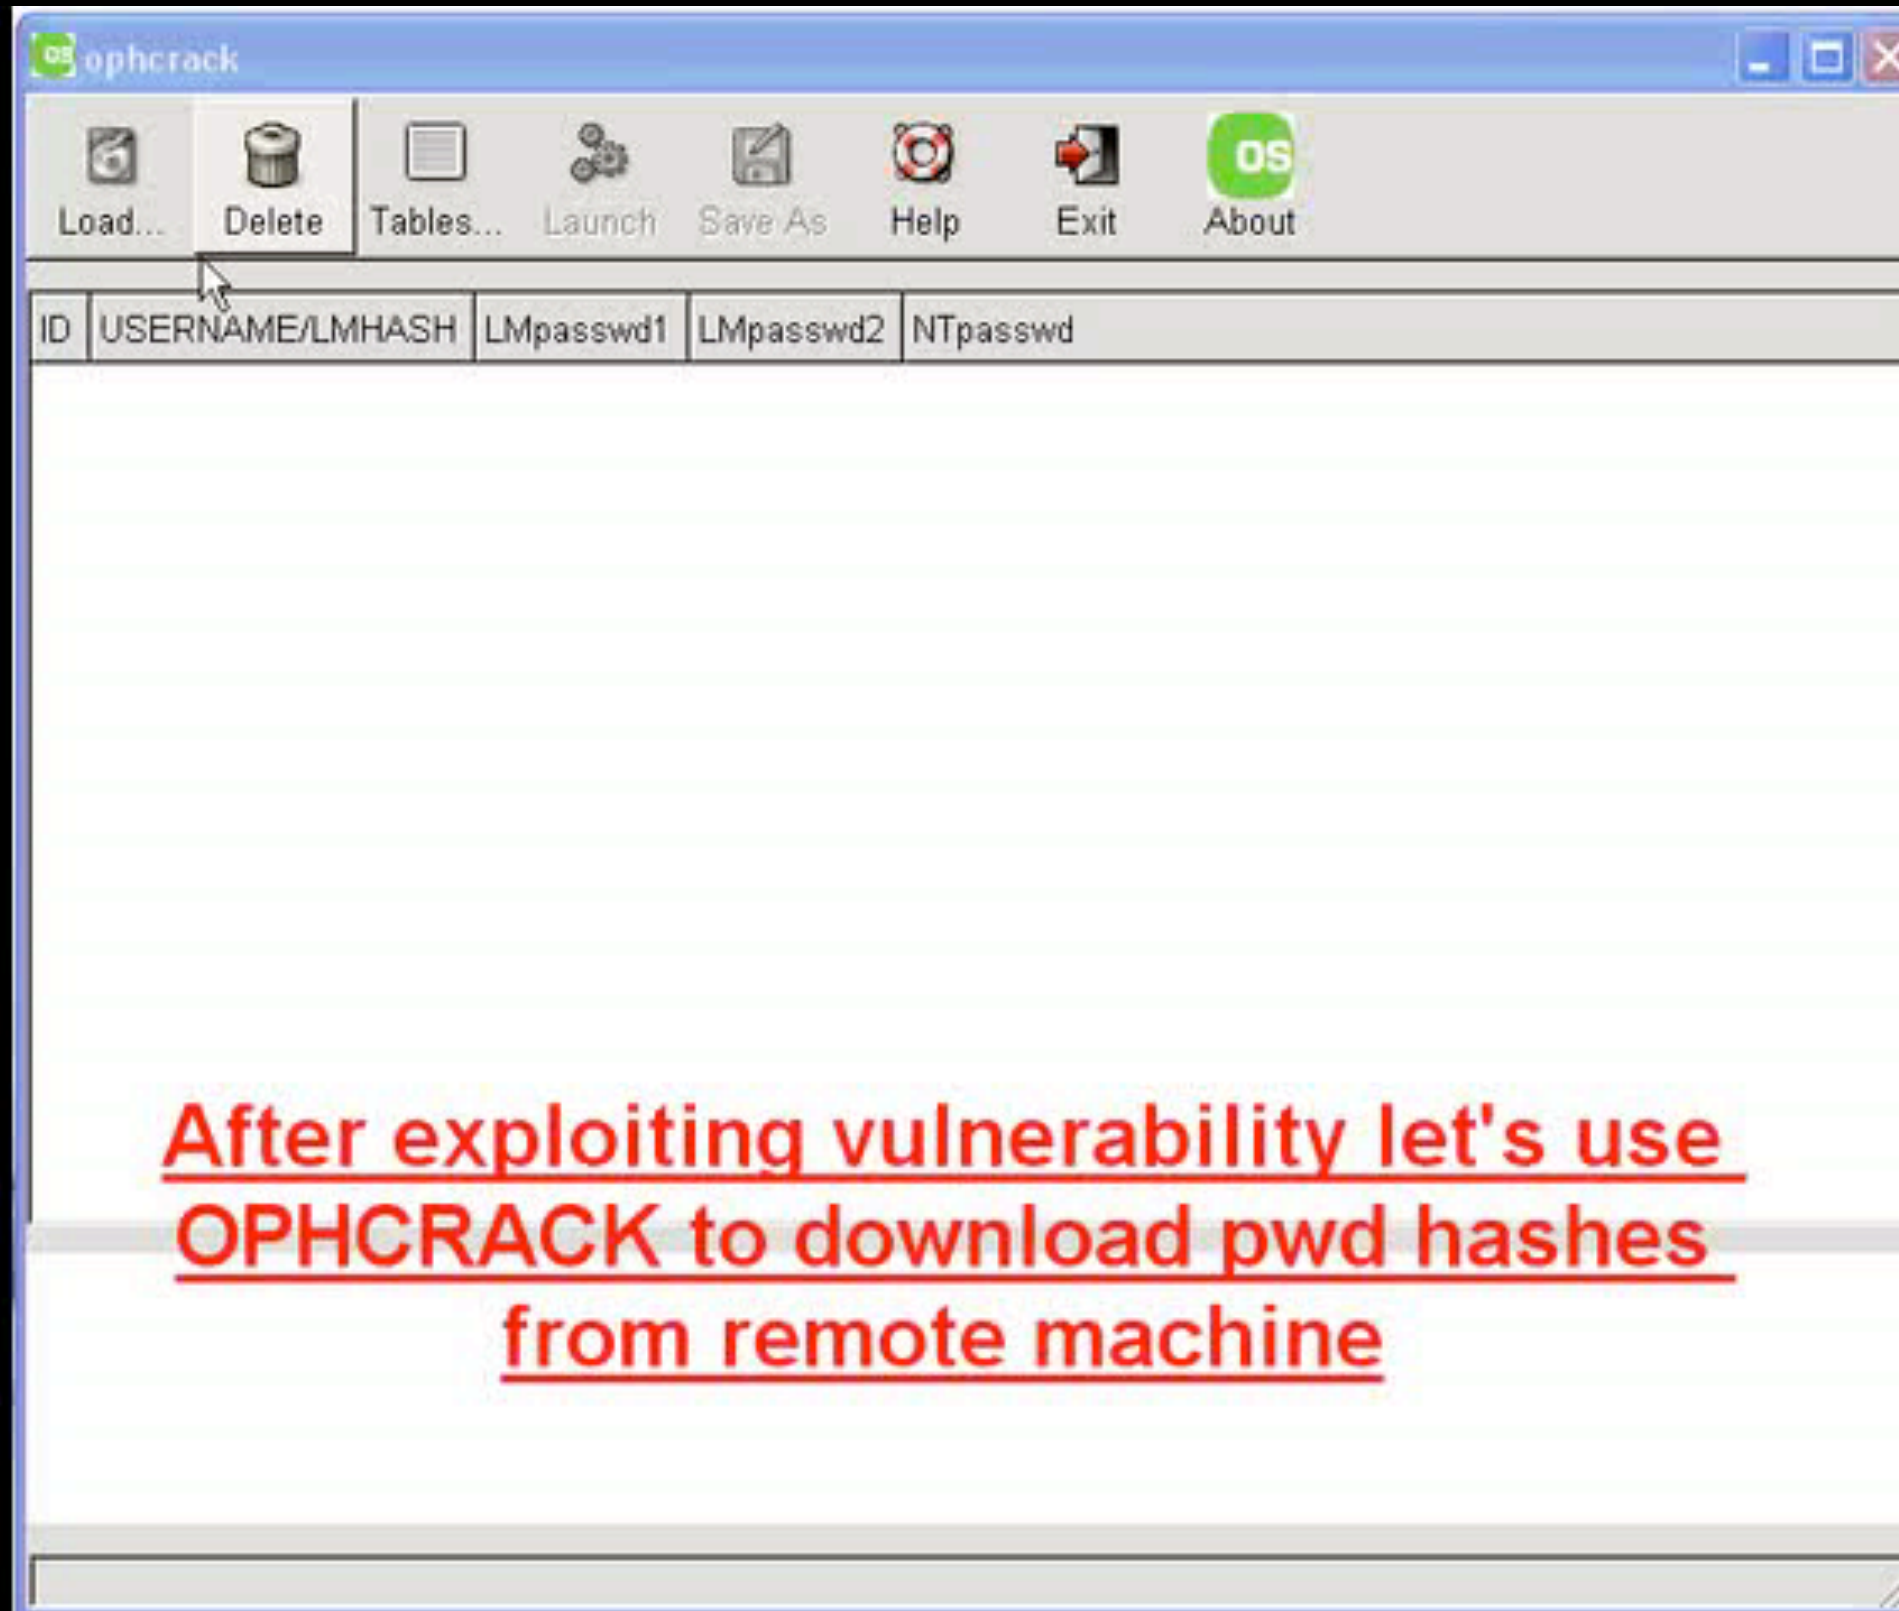 OS ophcrack
Load... Delete Tables... Launch Save As Help Exit OS About
ID USERNAME/LMHASH LMpasswd1 LMpasswd2 NTpasswd
After exploiting vulnerability let's use
OPHCRACK to download pwd hashes
from remote machine